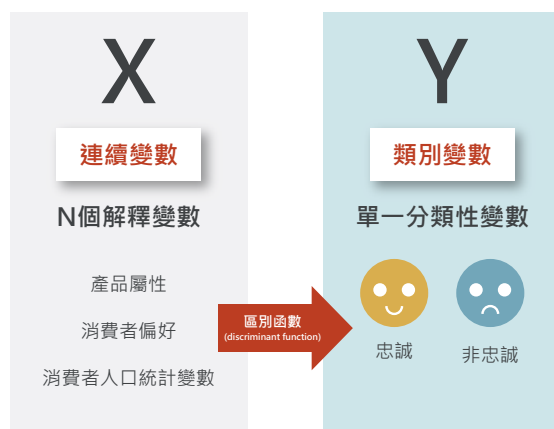 X
連續變數
N個解釋變數
產品屬性
消費者偏好
消費者人口統計變數
區別函數
(discriminant function)
Y
類別變數
單一分類性變數
忠誠
非忠誠